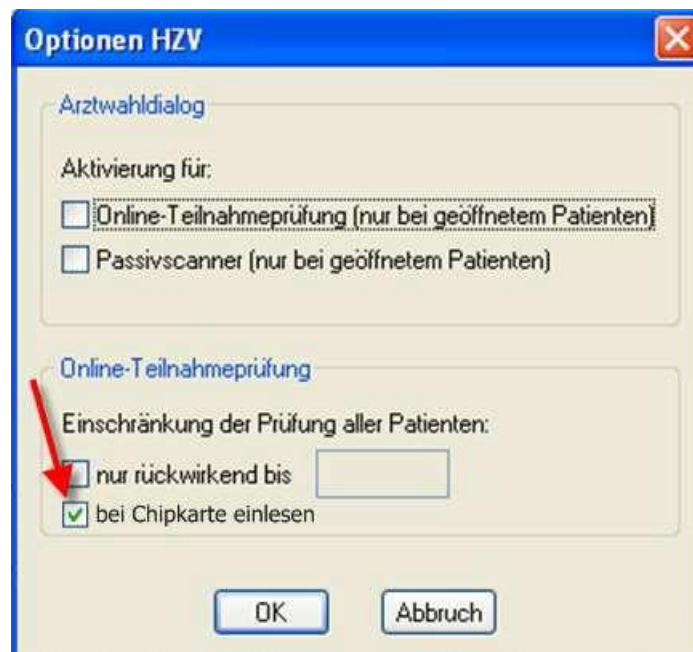 Optionen HZV
Arztwahldialog
Aktivierung für:
Online-Teilnahmeprüfung (nur bei geöffnetem Patienten)
Passivscanner (nur bei geöffnetem Patienten)
Online-Teilnahmeprüfung
Einschränkung der Prüfung aller Patienten:
nur rückwirkend bis
bei Chipkarte einlesen
OK Abbruch